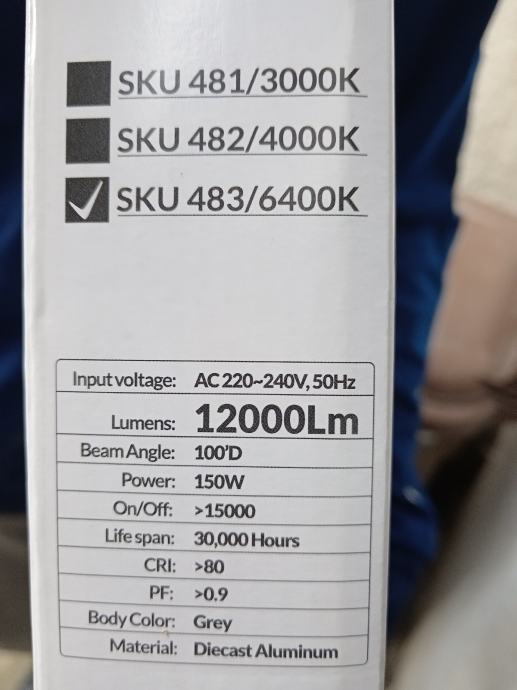 SKU 481/3000K
SKU 482/4000K
SKU 483/6400K
Input voltage: AC 220~240V, 50Hz
Lumens: 12000Lm
Beam Angle: 100'D
Power: 150W
On/Off: >15000
Life span: 30,000 Hours
CRI: >80
PF: >0.9
Body Color: Grey
Material: Diecast Aluminum